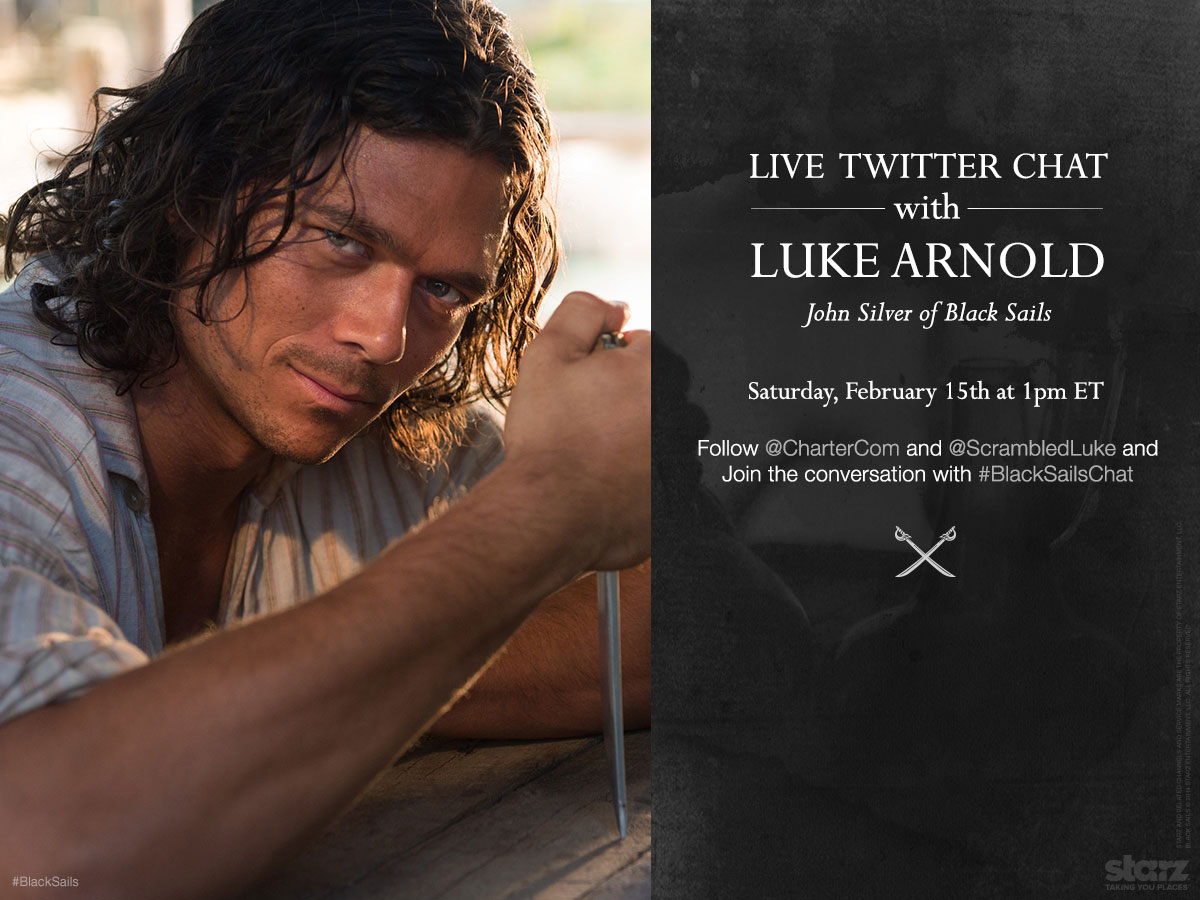 LIVE TWITTER CHAT
with
LUKE ARNOLD
John Silver of Black Sails
Saturday, February 15th at 1pm ET
Follow @CharterCom and @ScrambledLuke and
Join the conversation with #BlackSailsChat
#BlackSails
starz
TAKING YOU PLACES